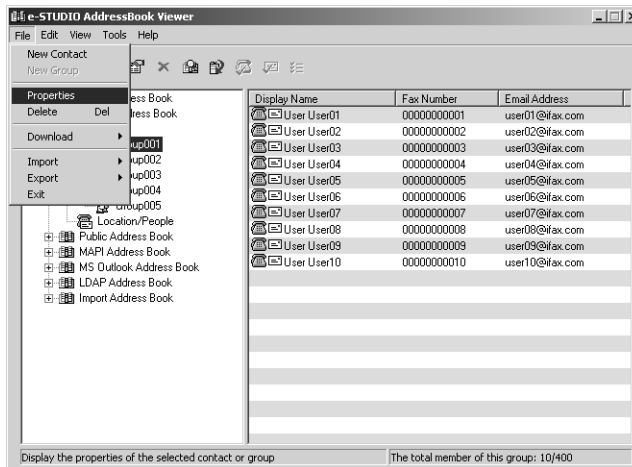 e-STUDIO AddressBook Viewer
File Edit View Tools Help
New Contact
New Group
Properties
Delete Del
Download
Import
Export
Exit
ess Book
ress Book
oup001
oup002
oup003
oup004
Group005
Location/People
Public Address Book
MAPI Address Book
MS Outlook Address Book
LDAP Address Book
Import Address Book
Display Name Fax Number Email Address
User User01 00000000001 user01@ifax.com
User User02 00000000002 user02@ifax.com
User User03 00000000003 user03@ifax.com
User User04 00000000004 user04@ifax.com
User User05 00000000005 user05@ifax.com
User User06 00000000006 user06@ifax.com
User User07 00000000007 user07@ifax.com
User User08 00000000008 user08@ifax.com
User User09 00000000009 user09@ifax.com
User User10 00000000010 user10@ifax.com
Display the properties of the selected contact or group The total member of this group: 10/400